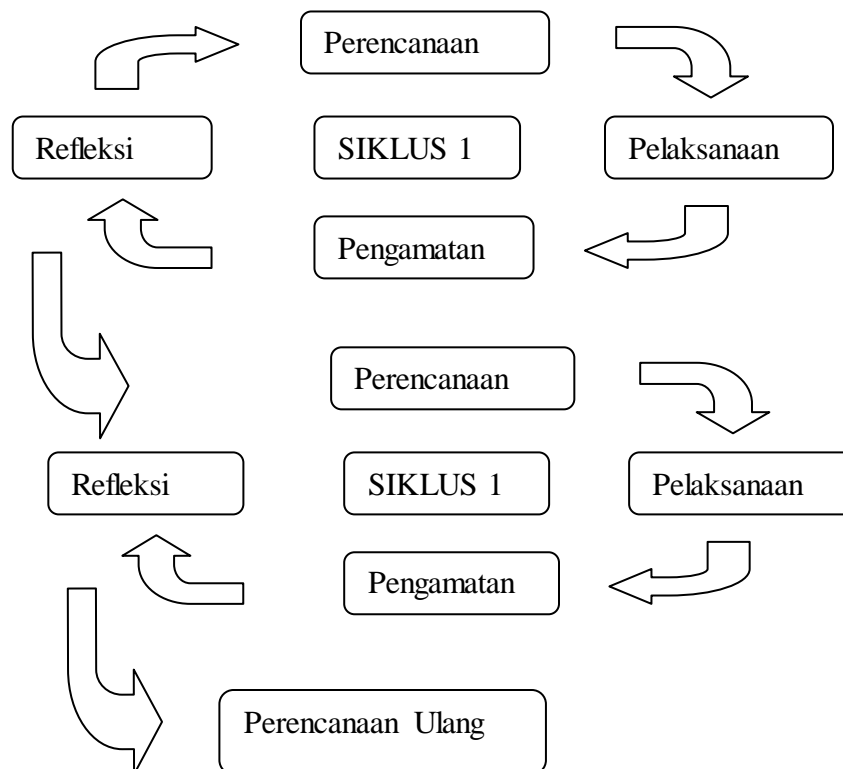 Perencanaan
Refleksi
SIKLUS 1
Pelaksanaan
Pengamatan
Perencanaan
Refleksi
SIKLUS 1
Pelaksanaan
Pengamatan
Perencanaan Ulang